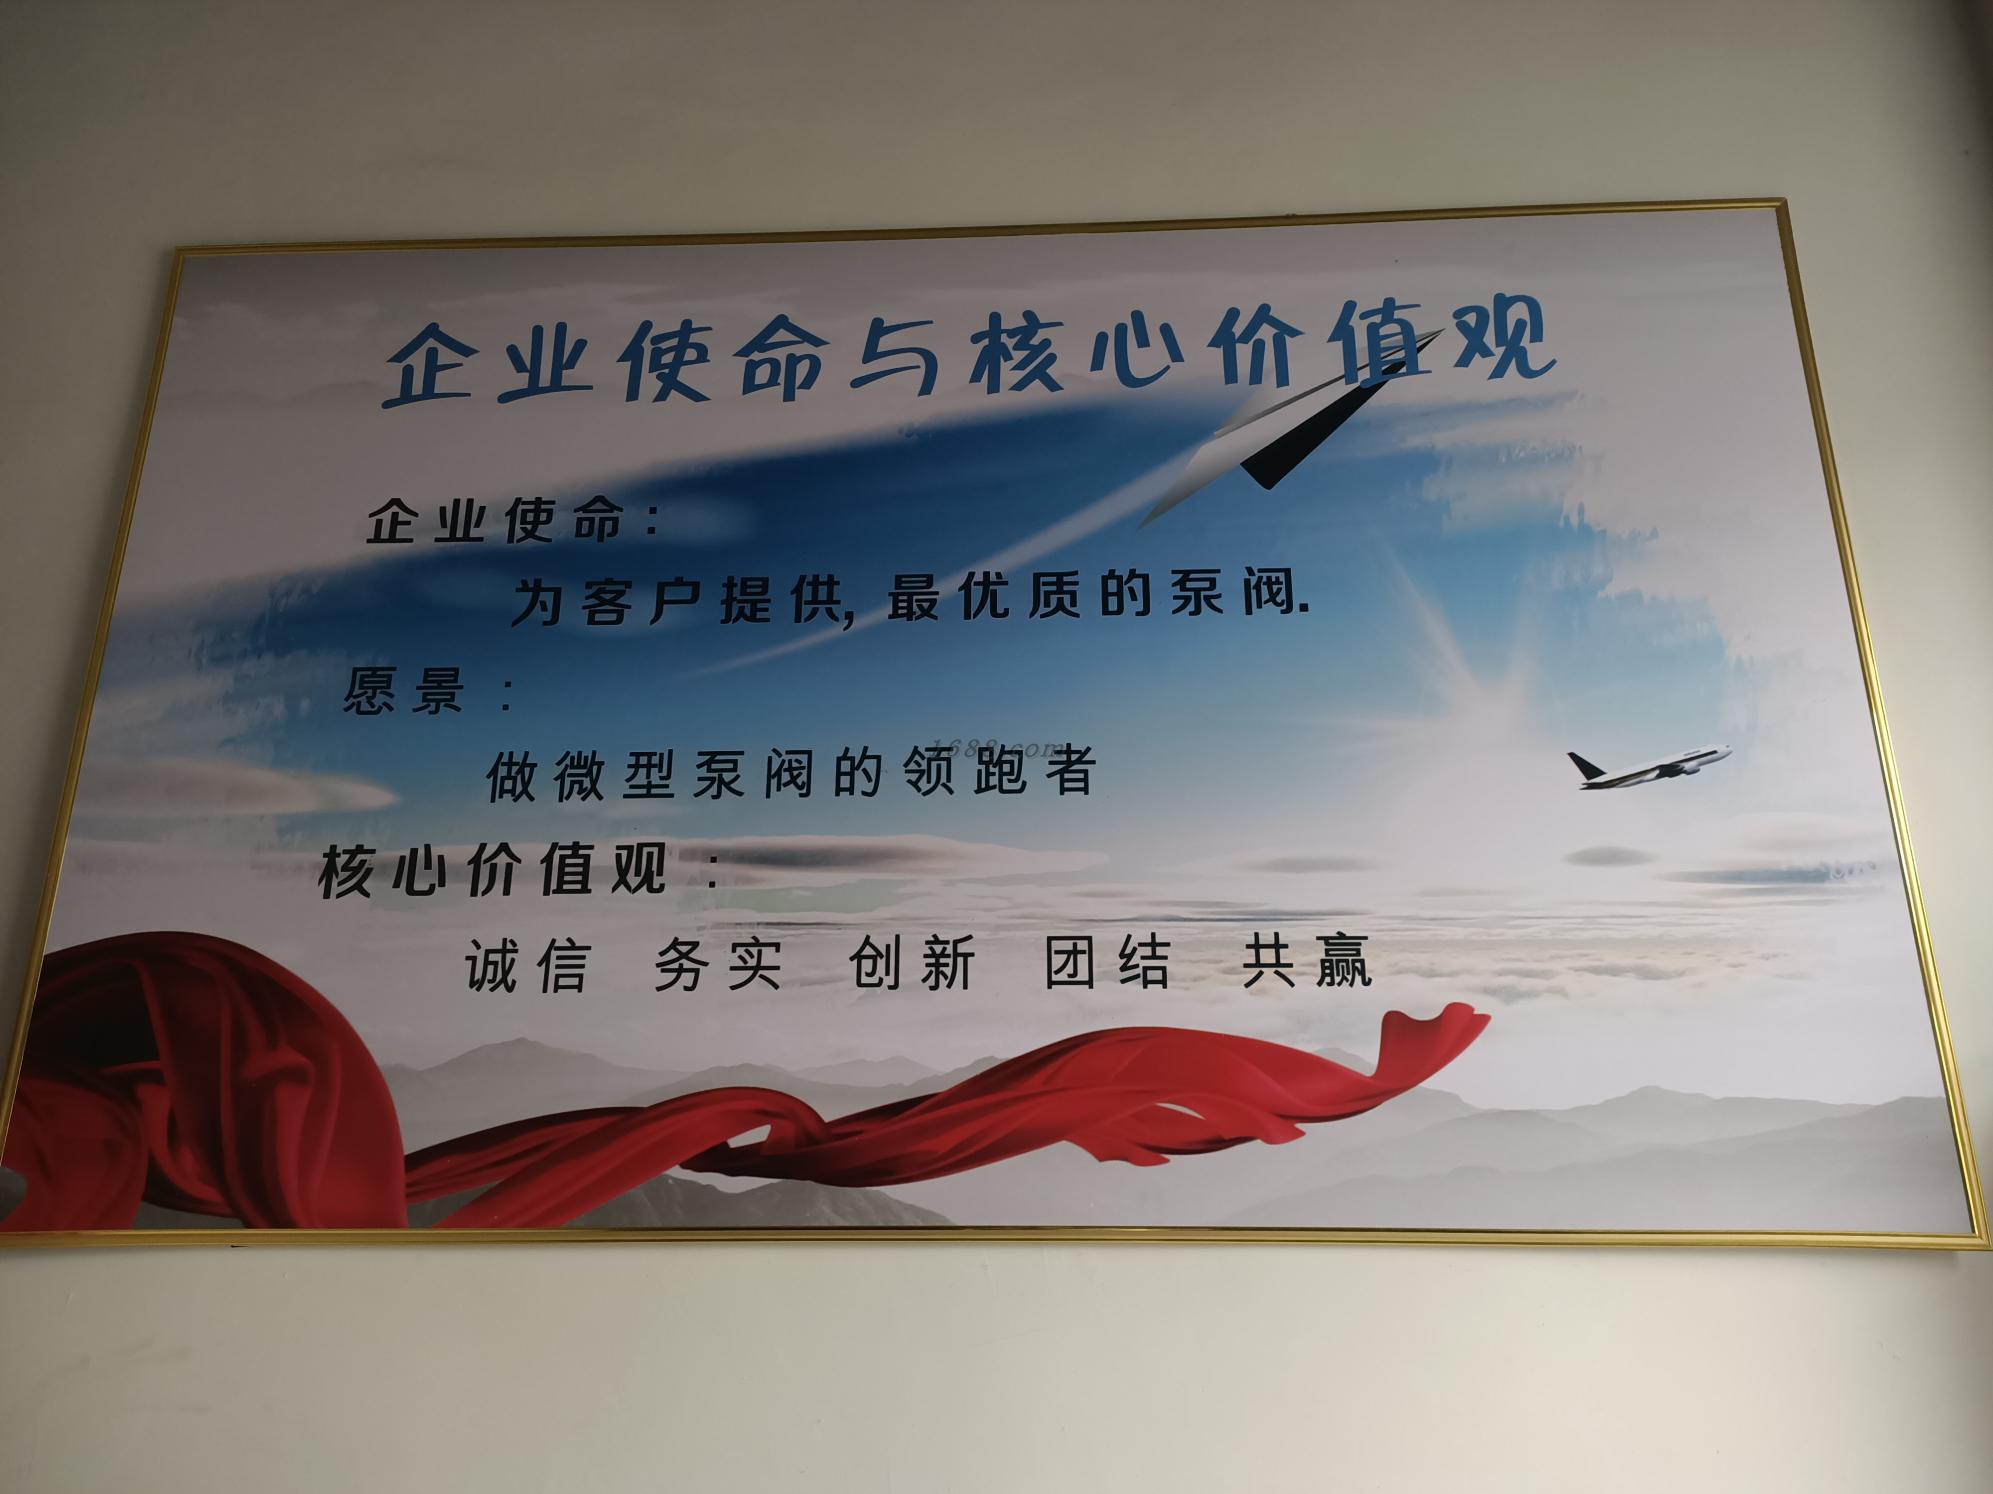 企业使命与核心价值观
企业使命：
为客户提供,最优质的泵阀.
愿景：
做微型泵阀的领跑者
1688.com
核心价值观：
诚信 务实 创新 团结 共赢